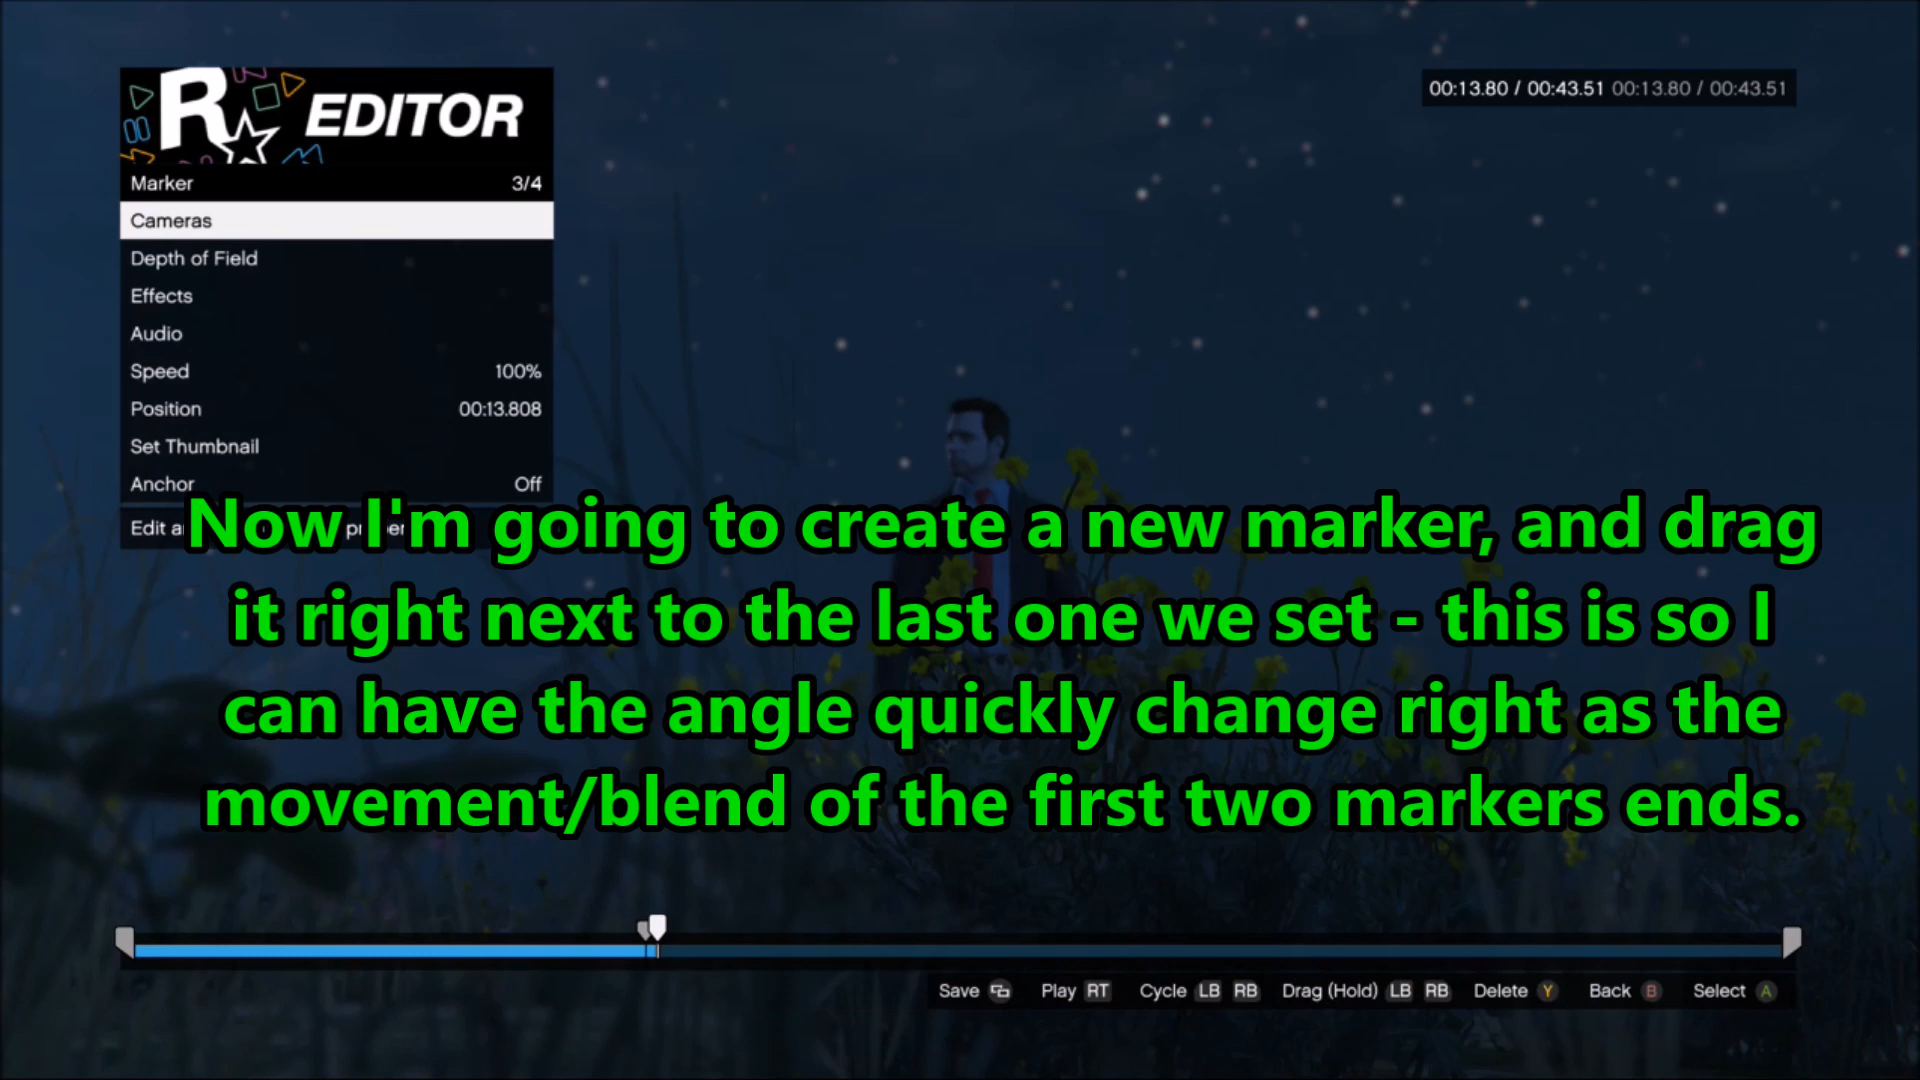 R EDITOR
00:13.80 / 00:43.51 00:13.80 / 00:43.51
Marker 3/4
Cameras
Depth of Field
Effects
Audio
Speed 100%
Position 00:13.808
Set Thumbnail
Anchor Off
Edit
Now I'm going to create a new marker, and drag
it right next to the last one we set - this is so I
can have the angle quickly change right as the
movement/blend of the first two markers ends.
Save Play RT Cycle LB RB Drag (Hold) LB RB Delete Y Back B Select A